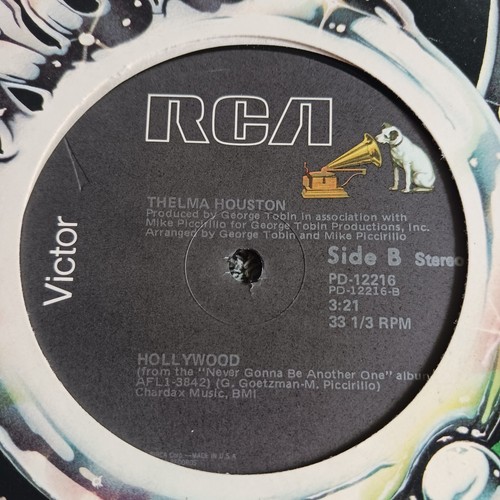 RCA
Victor
THELMA HOUSTON
Produced by George Tobin in association with
Mike Piccirillo for George Tobin Productions, Inc.
Arranged by George Tobin and Mike Piccirillo
Side B Stereo
PD-12216
PD-12216-B
3:21
33 1/3 RPM
HOLLYWOOD
(from the "Never Gonna Be Another One" album
AFL1-3842) (G. Goetzman-M. Piccirillo)
Chardax Music, BMI
MADE IN U.S.A.